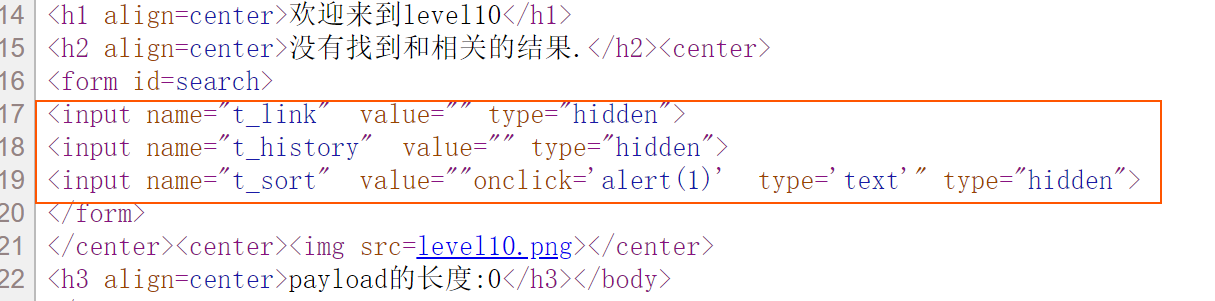 14 <h1 align=center>欢迎来到level10</h1>
15 <h2 align=center>没有找到和相关的结果.</h2><center>
16 <form id=search>
17 <input name="t_link"  value="" type="hidden">
18 <input name="t_history"  value="" type="hidden">
19 <input name="t_sort"  value=""onclick='alert(1)'  type='text'" type="hidden">
20 </form>
21 </center><center><img src=level10.png></center>
22 <h3 align=center>payload的长度:0</h3></body>